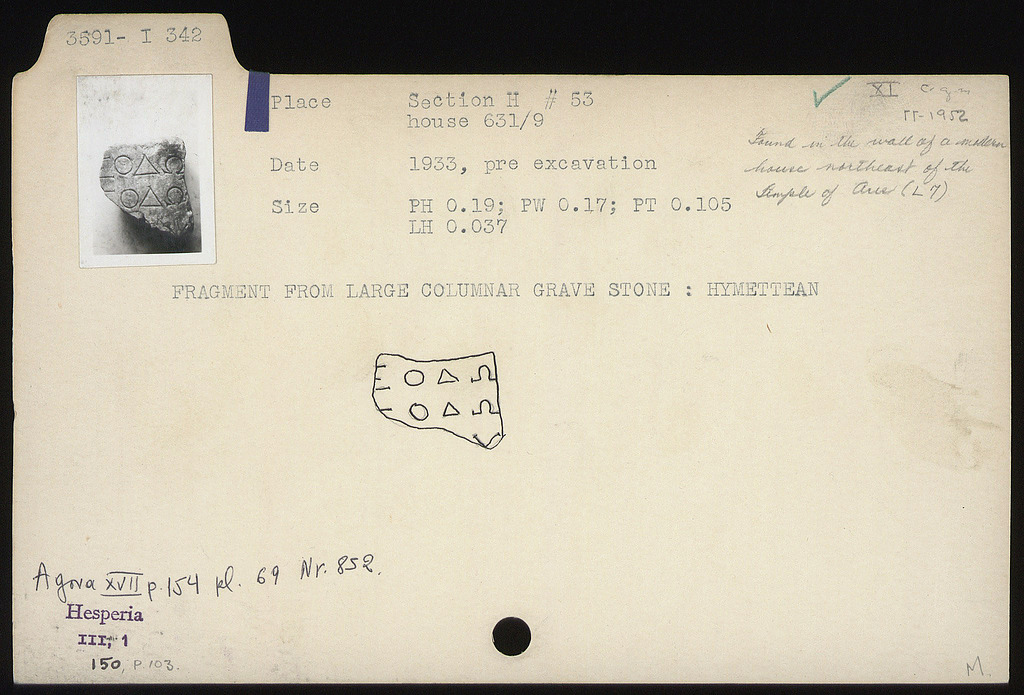 3591- I 342
Place Section H # 53
house 631/9
Date 1933, pre excavation
Size PH 0.19; PW 0.17; PT 0.105
LH 0.037
XI
ΓΓ-1952
Found in the wall of a modern
house northeast of the
Temple of Ares (L 7)
FRAGMENT FROM LARGE COLUMNAR GRAVE STONE : HYMETTEAN
Ε Ο Δ Ω
Ο Δ Ω
Agora XVII p. 154 pl. 69 Nr. 852.
Hesperia
III, 1
150, P.103.
M.